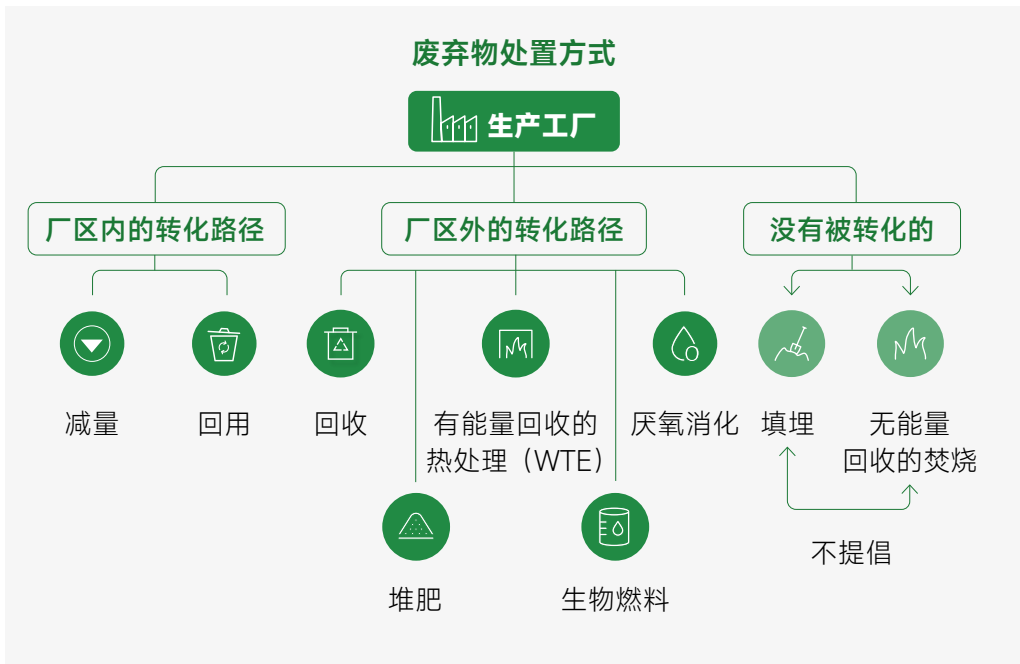 废弃物处置方式
生产工厂
厂区内的转化路径
厂区外的转化路径
没有被转化的
减量
回用
回收
有能量回收的
热处理（WTE）
厌氧消化
填埋
无能量
回收的焚烧
堆肥
生物燃料
不提倡